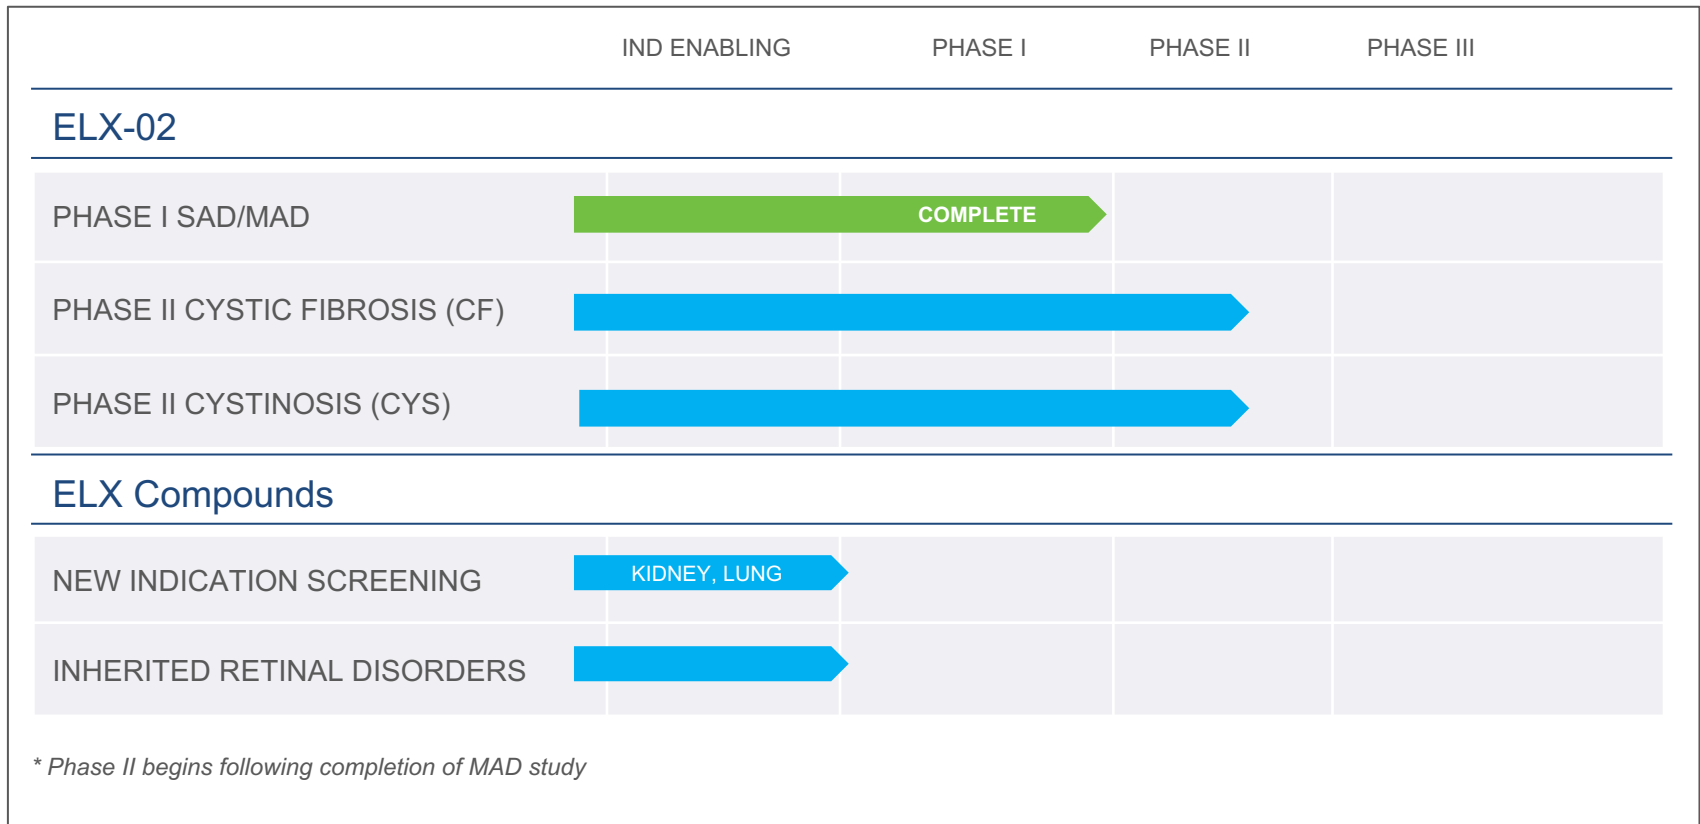 IND ENABLING PHASE I PHASE II PHASE III
ELX-02
PHASE I SAD/MAD COMPLETE
PHASE II CYSTIC FIBROSIS (CF)
PHASE II CYSTINOSIS (CYS)
ELX Compounds
NEW INDICATION SCREENING KIDNEY, LUNG
INHERITED RETINAL DISORDERS
* Phase II begins following completion of MAD study